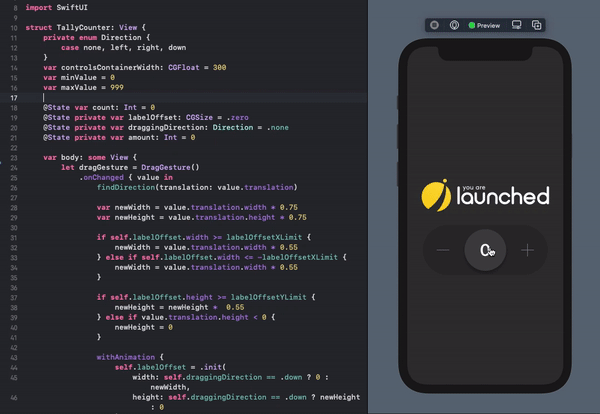 8 import SwiftUI
9
10 struct TallyCounter: View {
11 private enum Direction {
12 case none, left, right, down
13 }
14 var controlsContainerWidth: CGFloat = 300
15 var minValue = 0
16 var maxValue = 999
17
18 @State var count: Int = 0
19 @State private var labelOffset: CGSize = .zero
20 @State private var draggingDirection: Direction = .none
21 @State private var amount: Int = 0
22
23 var body: some View {
24 let dragGesture = DragGesture()
25 .onChanged { value in
26 findDirection(translation: value.translation)
27
28 var newWidth = value.translation.width * 0.75
29 var newHeight = value.translation.height * 0.75
30
31 if self.labelOffset.width >= labelOffsetXLimit {
32 newWidth = value.translation.width * 0.55
33 } else if self.labelOffset.width <= -labelOffsetXLimit {
34 newWidth = value.translation.width * 0.55
35 }
36
37 if self.labelOffset.height >= labelOffsetYLimit {
38 newHeight = newHeight * 0.55
39 } else if value.translation.height < 0 {
40 newHeight = 0
41 }
42
43 withAnimation {
44 self.labelOffset = .init(
45 width: self.draggingDirection == .down ? 0 :
newWidth,
46 height: self.draggingDirection == .down ? newHeight
: 0
Preview
you are
launched
0